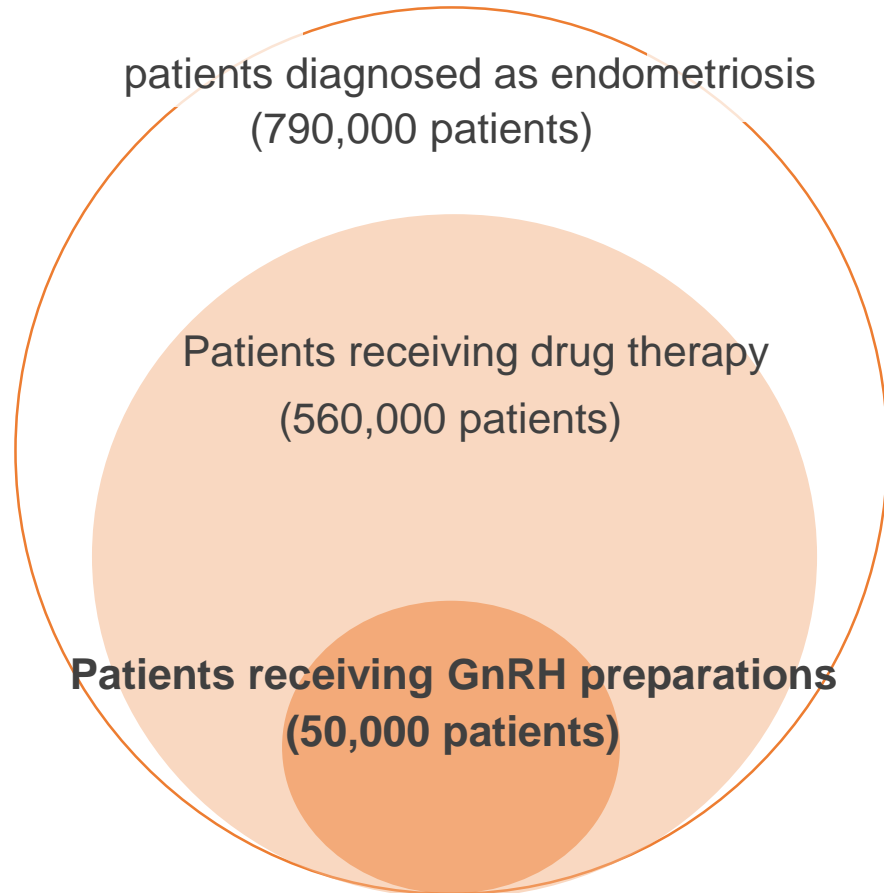 patients diagnosed as endometriosis
(790,000 patients)
Patients receiving drug therapy
(560,000 patients)
Patients receiving GnRH preparations
(50,000 patients)